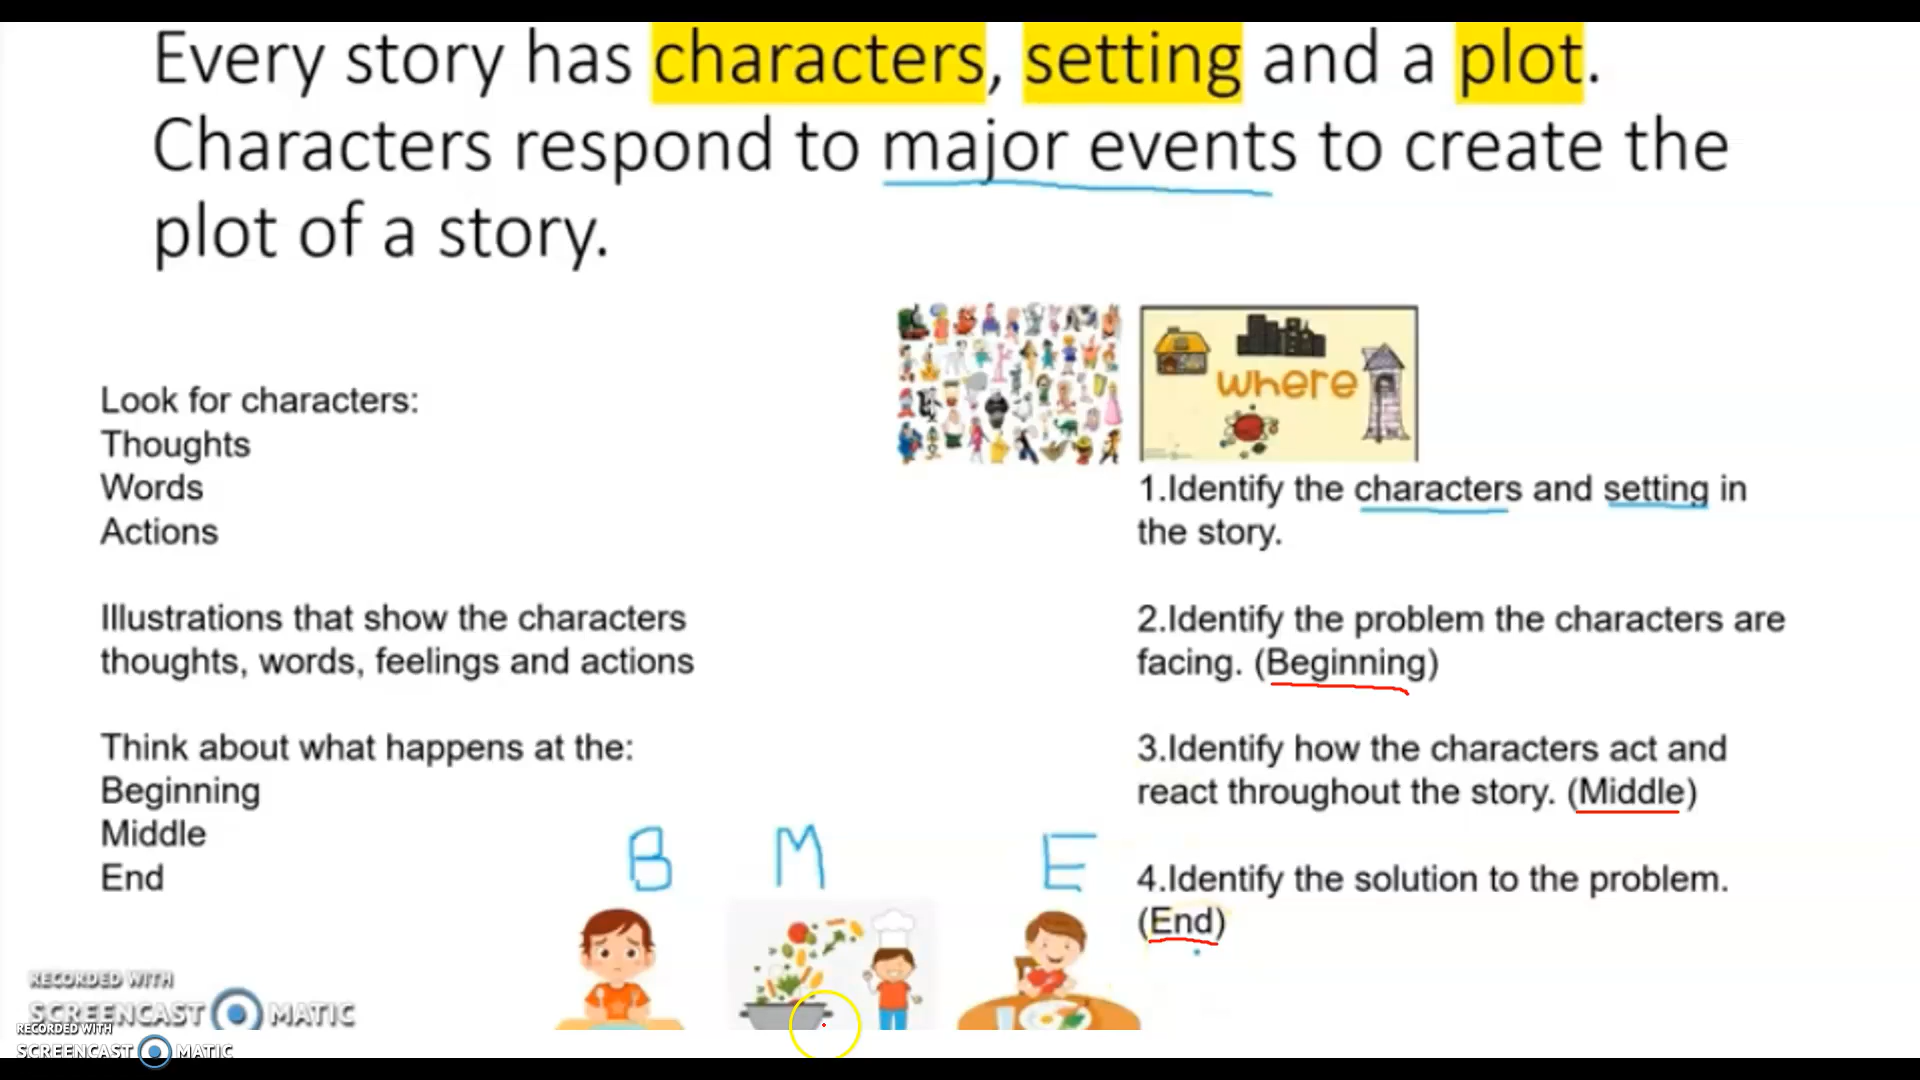 Every story has characters, setting and a plot.
Characters respond to major events to create the
plot of a story.
Look for characters:
Thoughts
Words
Actions
Illustrations that show the characters
thoughts, words, feelings and actions
Think about what happens at the:
Beginning
Middle
End
B M E
where
1.Identify the characters and setting in
the story.
2.Identify the problem the characters are
facing. (Beginning)
3.Identify how the characters act and
react throughout the story. (Middle)
4.Identify the solution to the problem.
(End)
RECORDED WITH
SCREENCAST MATIC
RECORDED WITH
SCREENCAST MATIC